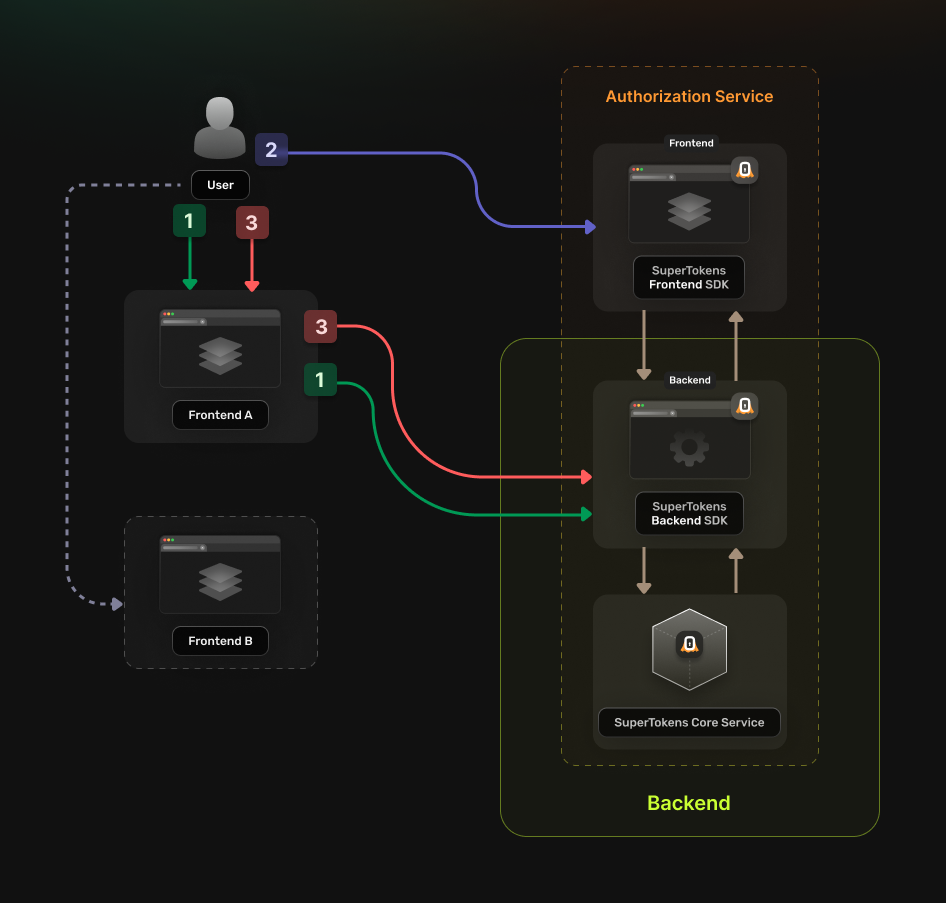 Authorization Service
2
Frontend
User
1
3
SuperTokens
Frontend SDK
3
1
Backend
Frontend A
SuperTokens
Backend SDK
Frontend B
SuperTokens Core Service
Backend